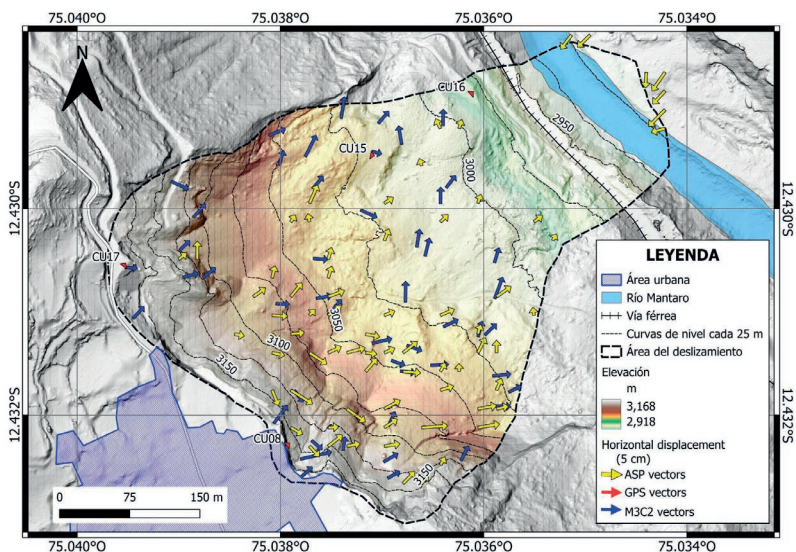 75.040°O 75.038°O 75.036°O 75.034°O
N
CU16
2950
CU15
3000
12.430°S
12.430°S
CU17
3050
3100
3150
12.432°S
12.432°S
CU08
3150
0 75 150 m
LEYENDA
Área urbana
Río Mantaro
Vía férrea
Curvas de nivel cada 25 m
Área del deslizamiento
Elevación
m
3,168
2,918
Horizontal displacement
(5 cm)
ASP vectors
GPS vectors
M3C2 vectors
75.040°O 75.038°O 75.036°O 75.034°O